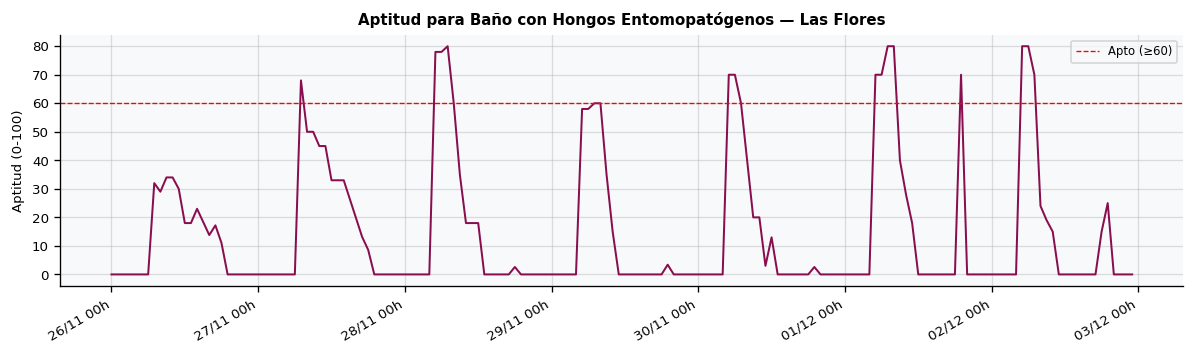 Aptitud para Baño con Hongos Entomopatógenos — Las Flores
Apto (≥60)
Aptitud (0-100)
80
70
60
50
40
30
20
10
0
26/11 00h
27/11 00h
28/11 00h
29/11 00h
30/11 00h
01/12 00h
02/12 00h
03/12 00h